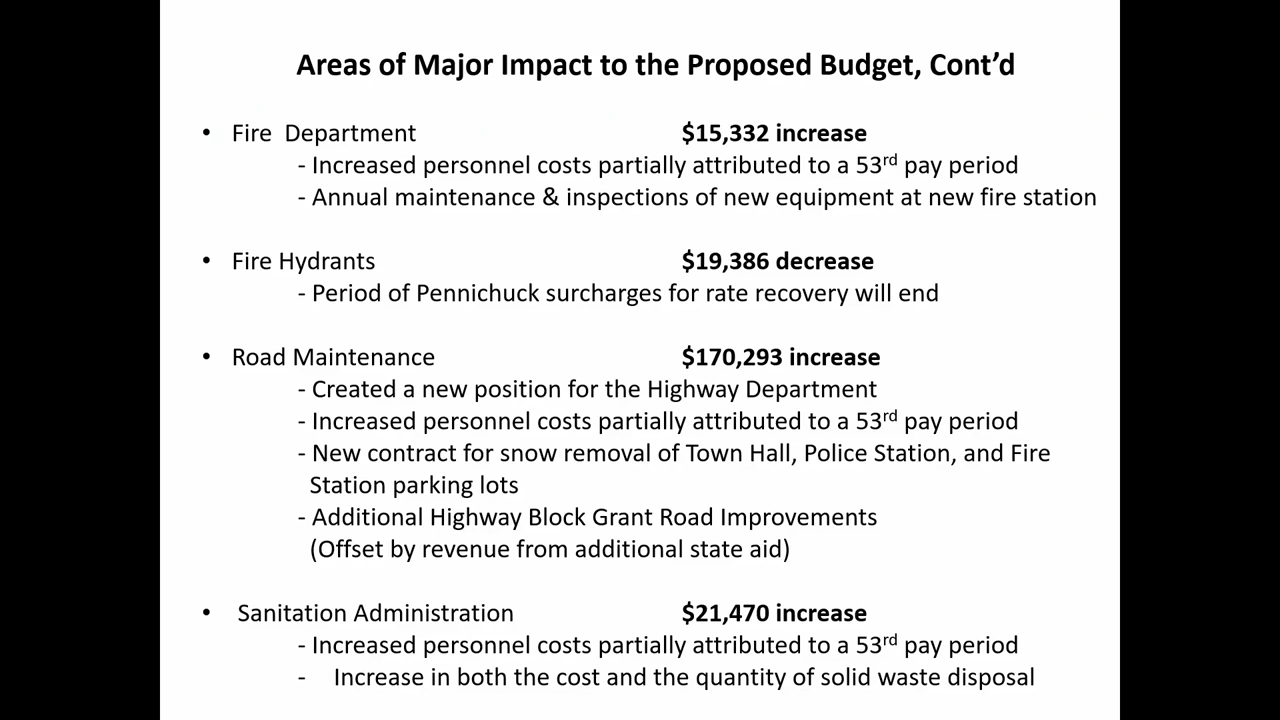 Areas of Major Impact to the Proposed Budget, Cont’d
• Fire Department $15,332 increase
- Increased personnel costs partially attributed to a 53rd pay period
- Annual maintenance & inspections of new equipment at new fire station
• Fire Hydrants $19,386 decrease
- Period of Pennichuck surcharges for rate recovery will end
• Road Maintenance $170,293 increase
- Created a new position for the Highway Department
- Increased personnel costs partially attributed to a 53rd pay period
- New contract for snow removal of Town Hall, Police Station, and Fire
Station parking lots
- Additional Highway Block Grant Road Improvements
(Offset by revenue from additional state aid)
• Sanitation Administration $21,470 increase
- Increased personnel costs partially attributed to a 53rd pay period
- Increase in both the cost and the quantity of solid waste disposal